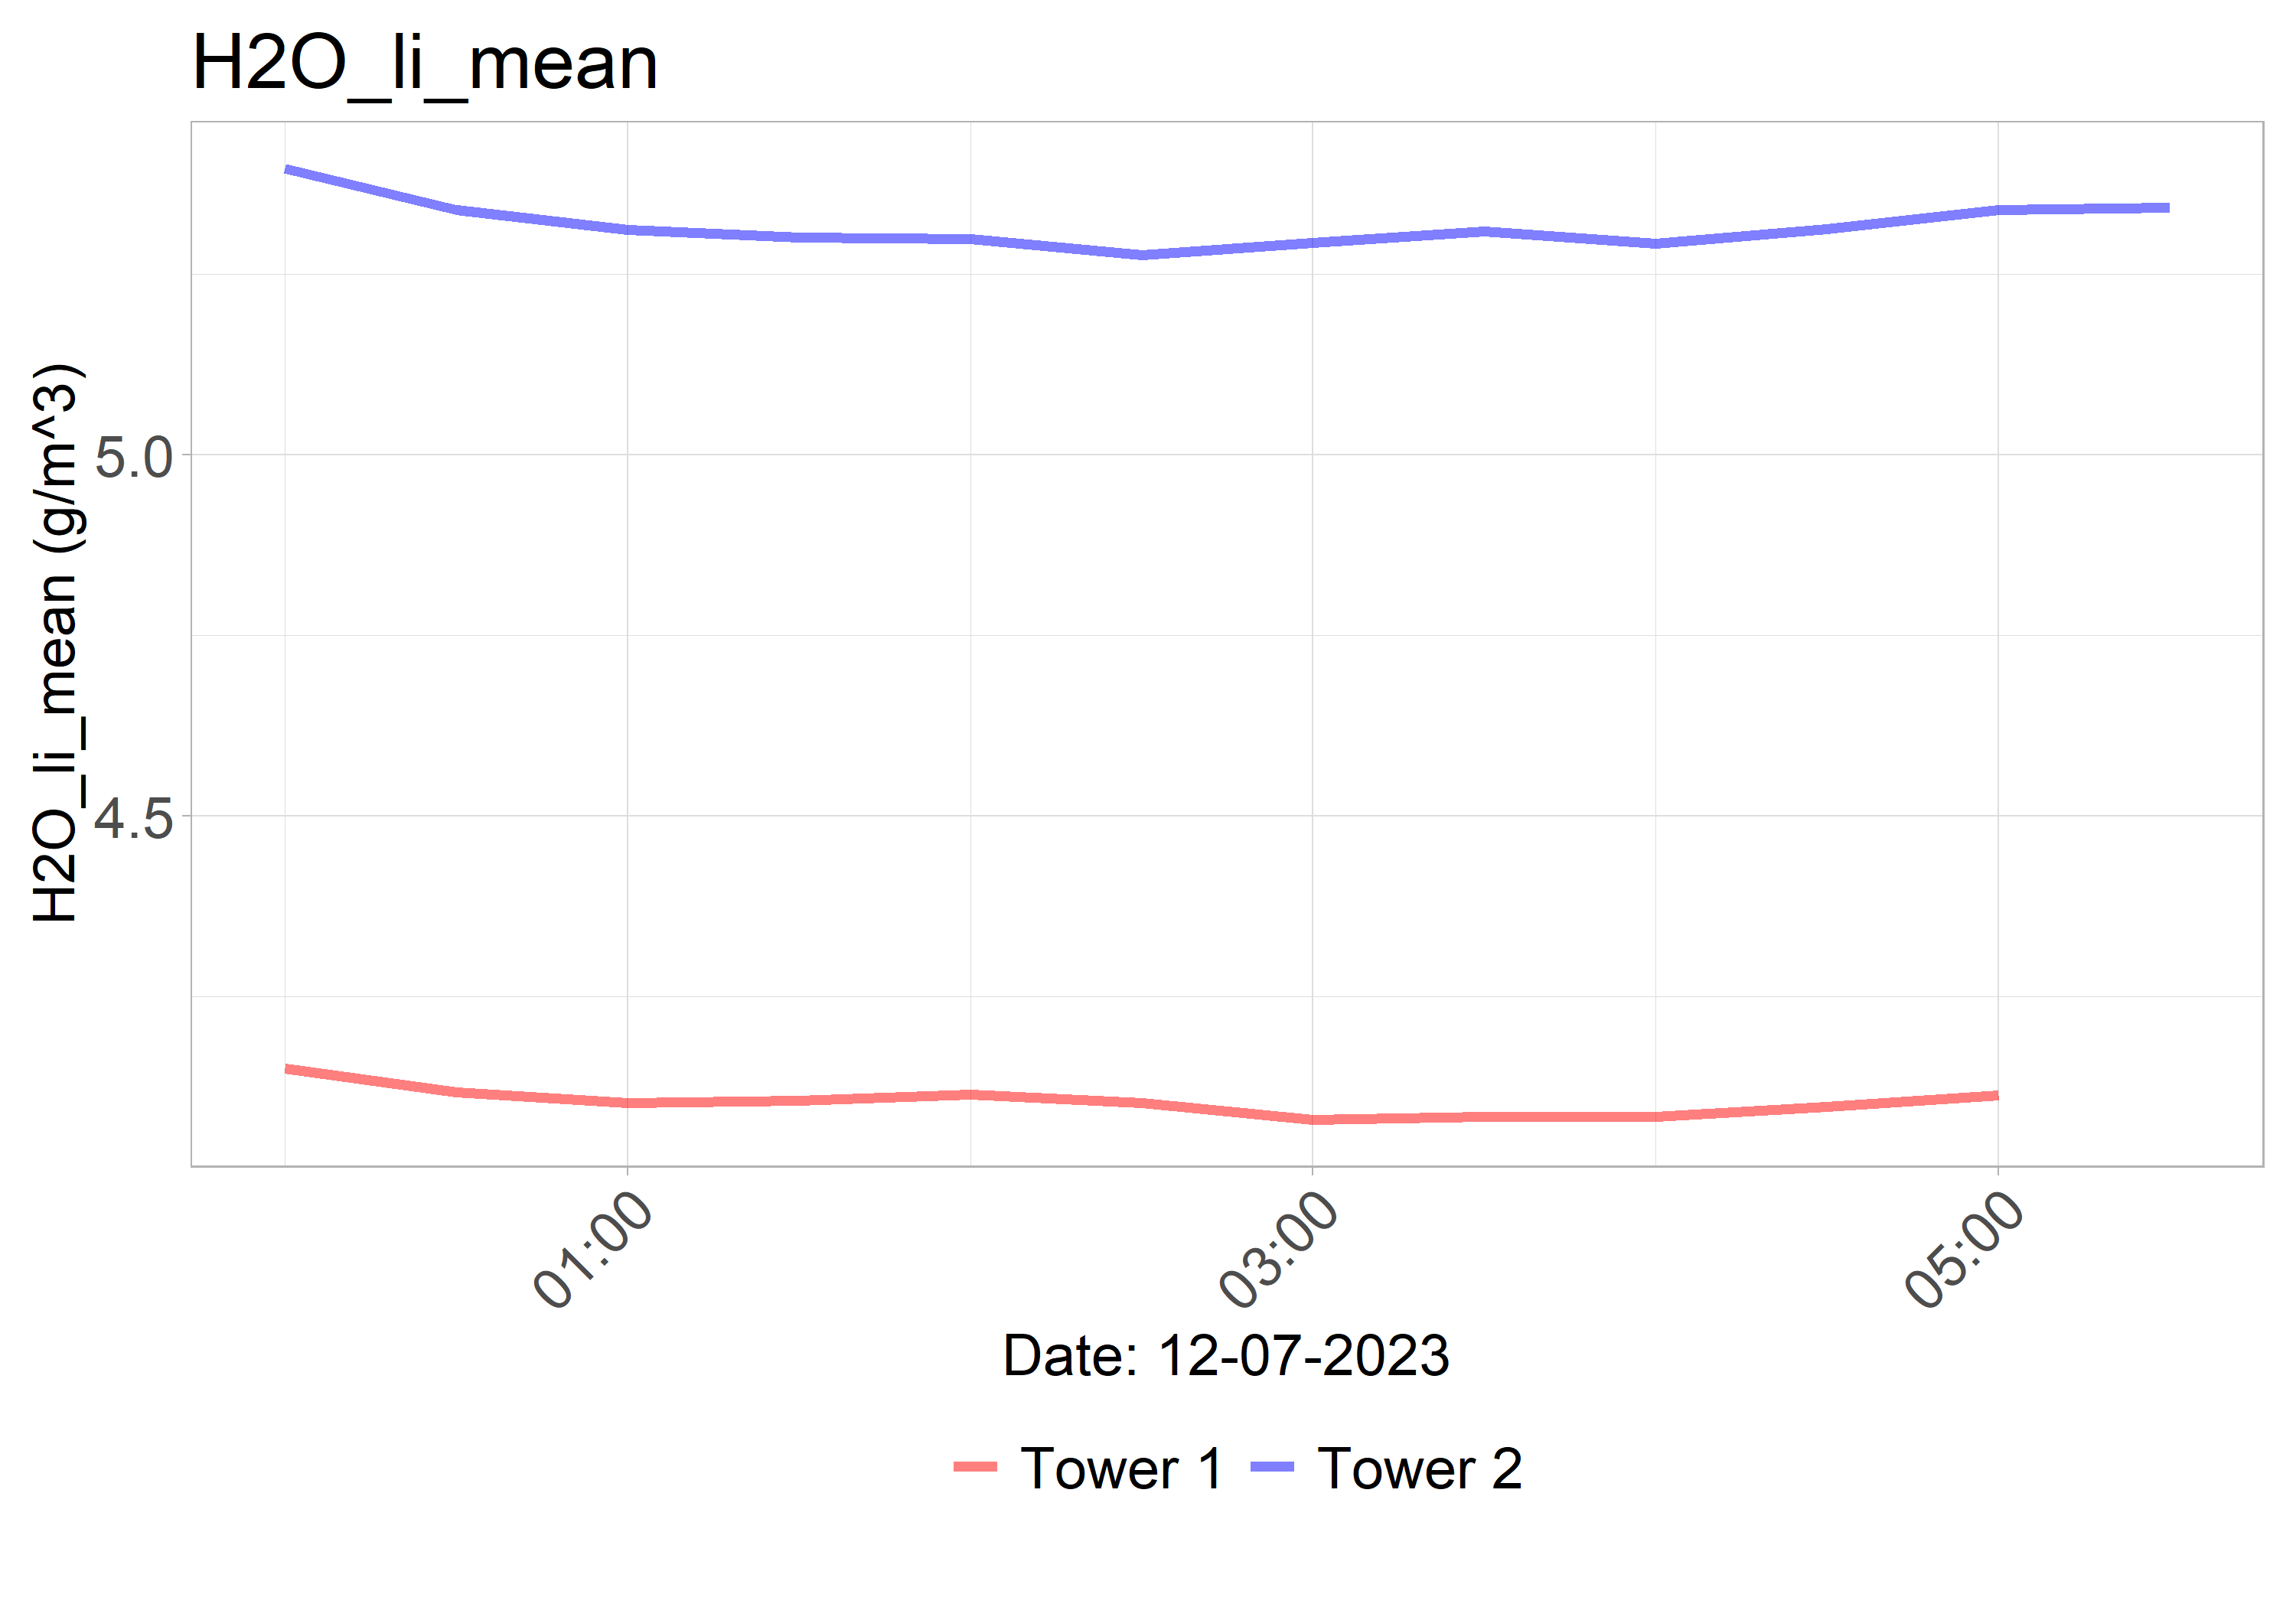 H2O_li_mean
H2O_li_mean (g/m^3)
5.0
4.5
01:00
03:00
05:00
Date: 12-07-2023
Tower 1
Tower 2